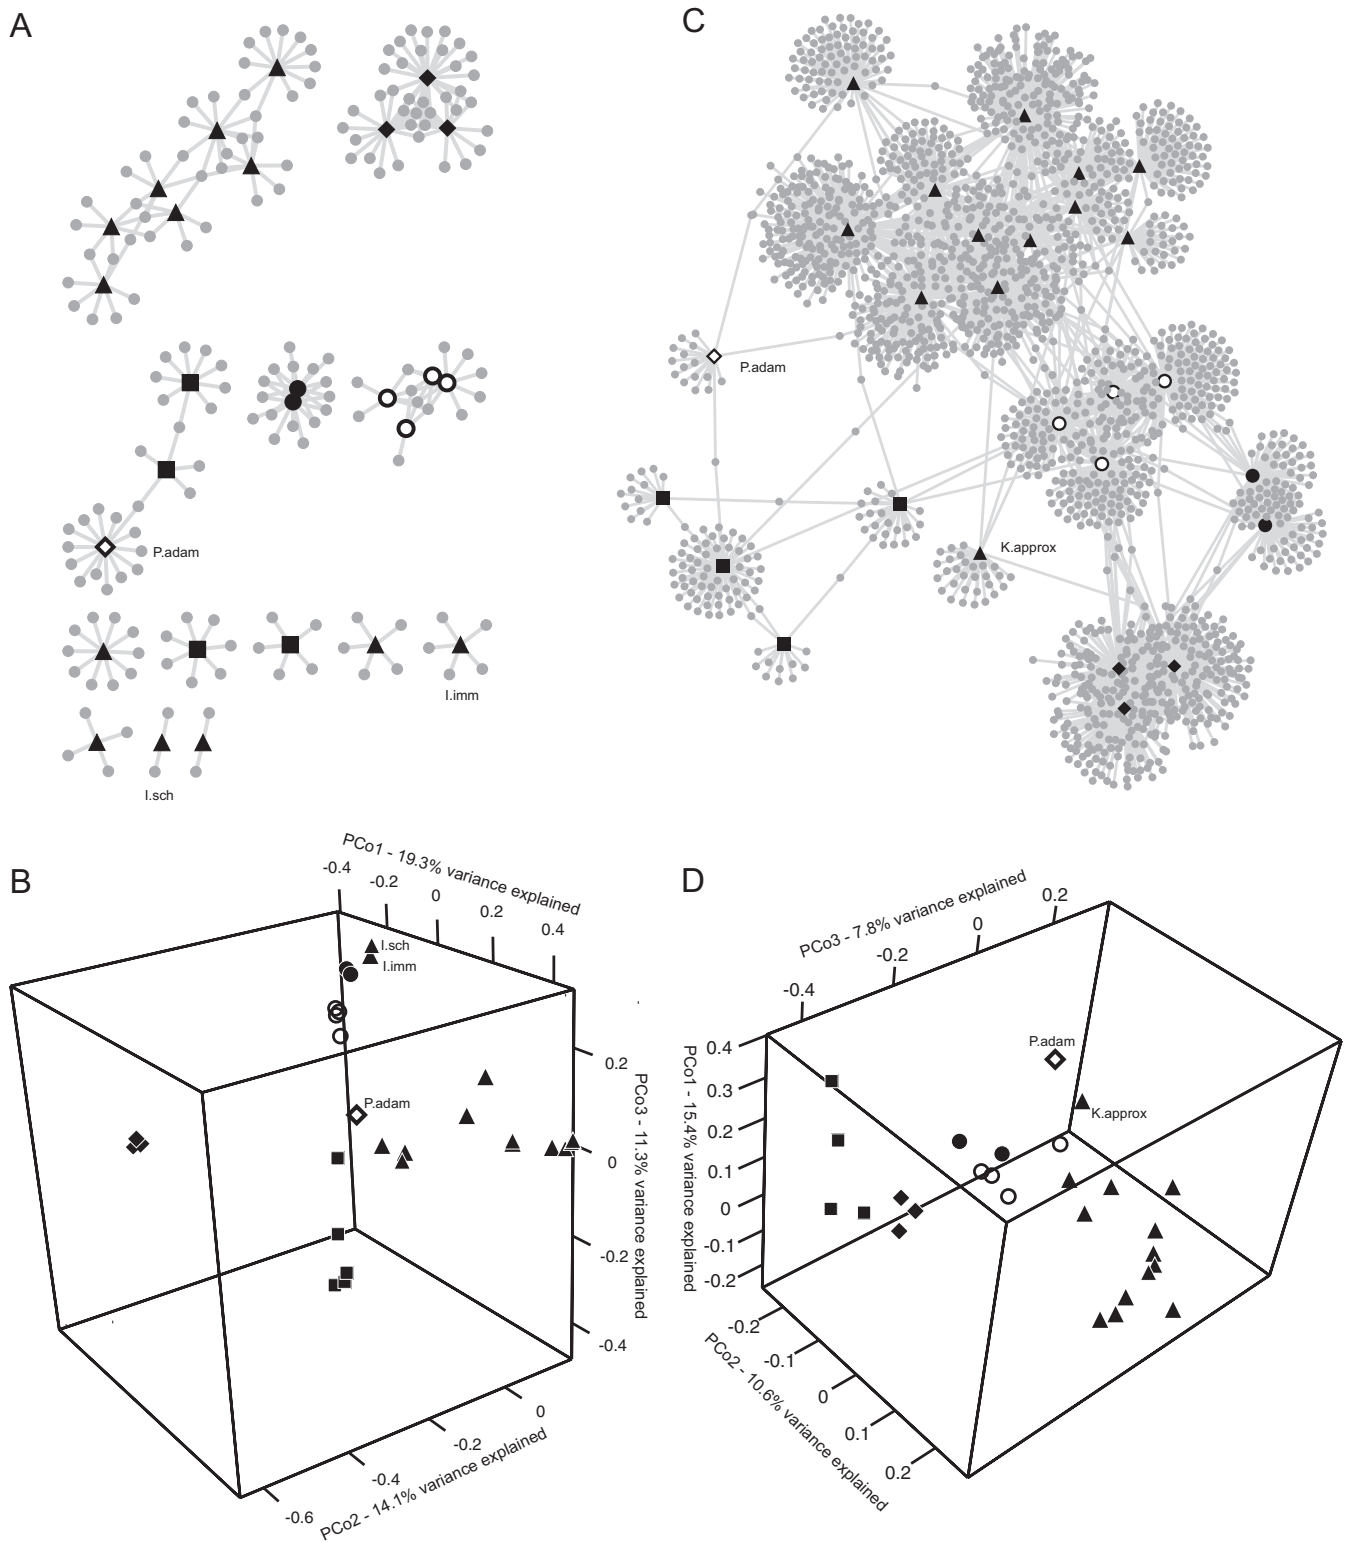 A
P.adam
I.imm
I.sch
C
P.adam
K.approx
B
PCo1 - 19.3% variance explained
-0.4
-0.2
0
0.2
0.4
I.sch
I.imm
P.adam
0.2
0
-0.2
-0.4
PCo3 - 11.3% variance explained
0
-0.2
-0.4
-0.6
PCo2 - 14.1% variance explained
D
PCo3 - 7.8% variance explained
0.2
0
-0.2
-0.4
P.adam
K.approx
0.4
0.3
0.2
0.1
0
-0.1
-0.2
PCo1 - 15.4% variance explained
-0.2
-0.1
0
0.1
0.2
PCo2 - 10.6% variance explained